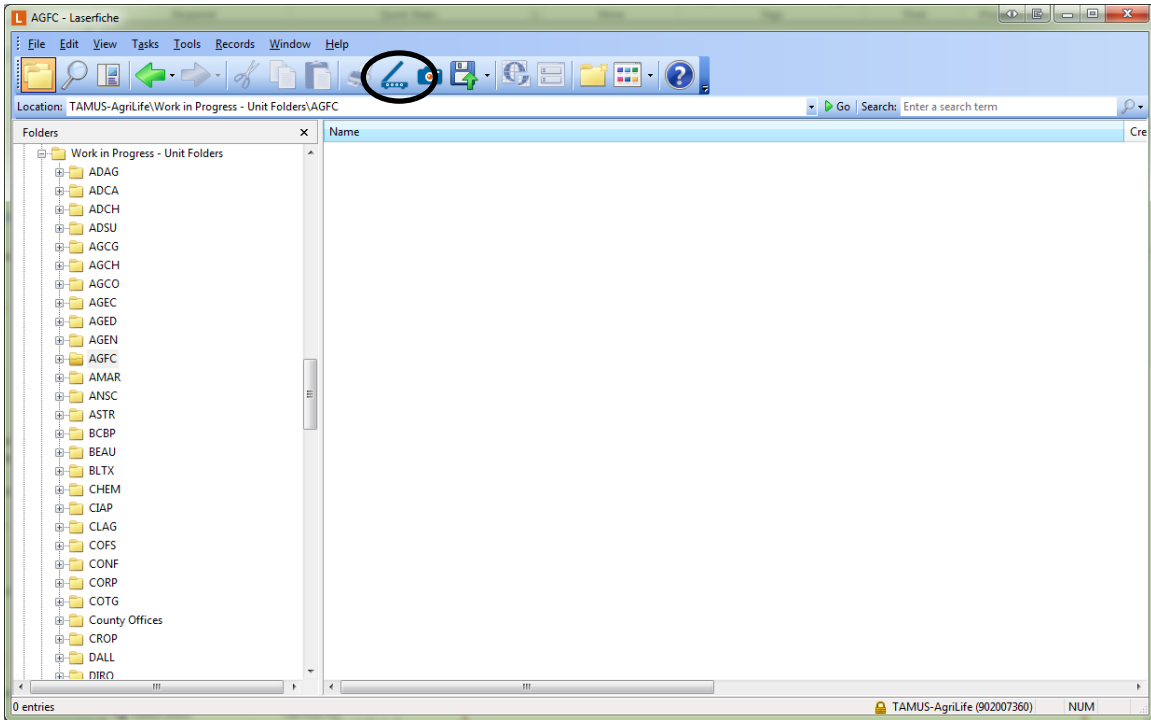 L AGFC - Laserfiche
File Edit View Tasks Tools Records Window Help
Location: TAMUS-AgriLife\Work in Progress - Unit Folders\AGFC Go Search: Enter a search term
Folders x Name Cre
Work in Progress - Unit Folders
ADAG
ADCA
ADCH
ADSU
AGCG
AGCH
AGCO
AGEC
AGED
AGEN
AGFC
AMAR
ANSC
ASTR
BCBP
BEAU
BLTX
CHEM
CIAP
CLAG
COFS
CONF
CORP
COTG
County Offices
CROP
DALL
DIRO
0 entries TAMUS-AgriLife (902007360) NUM